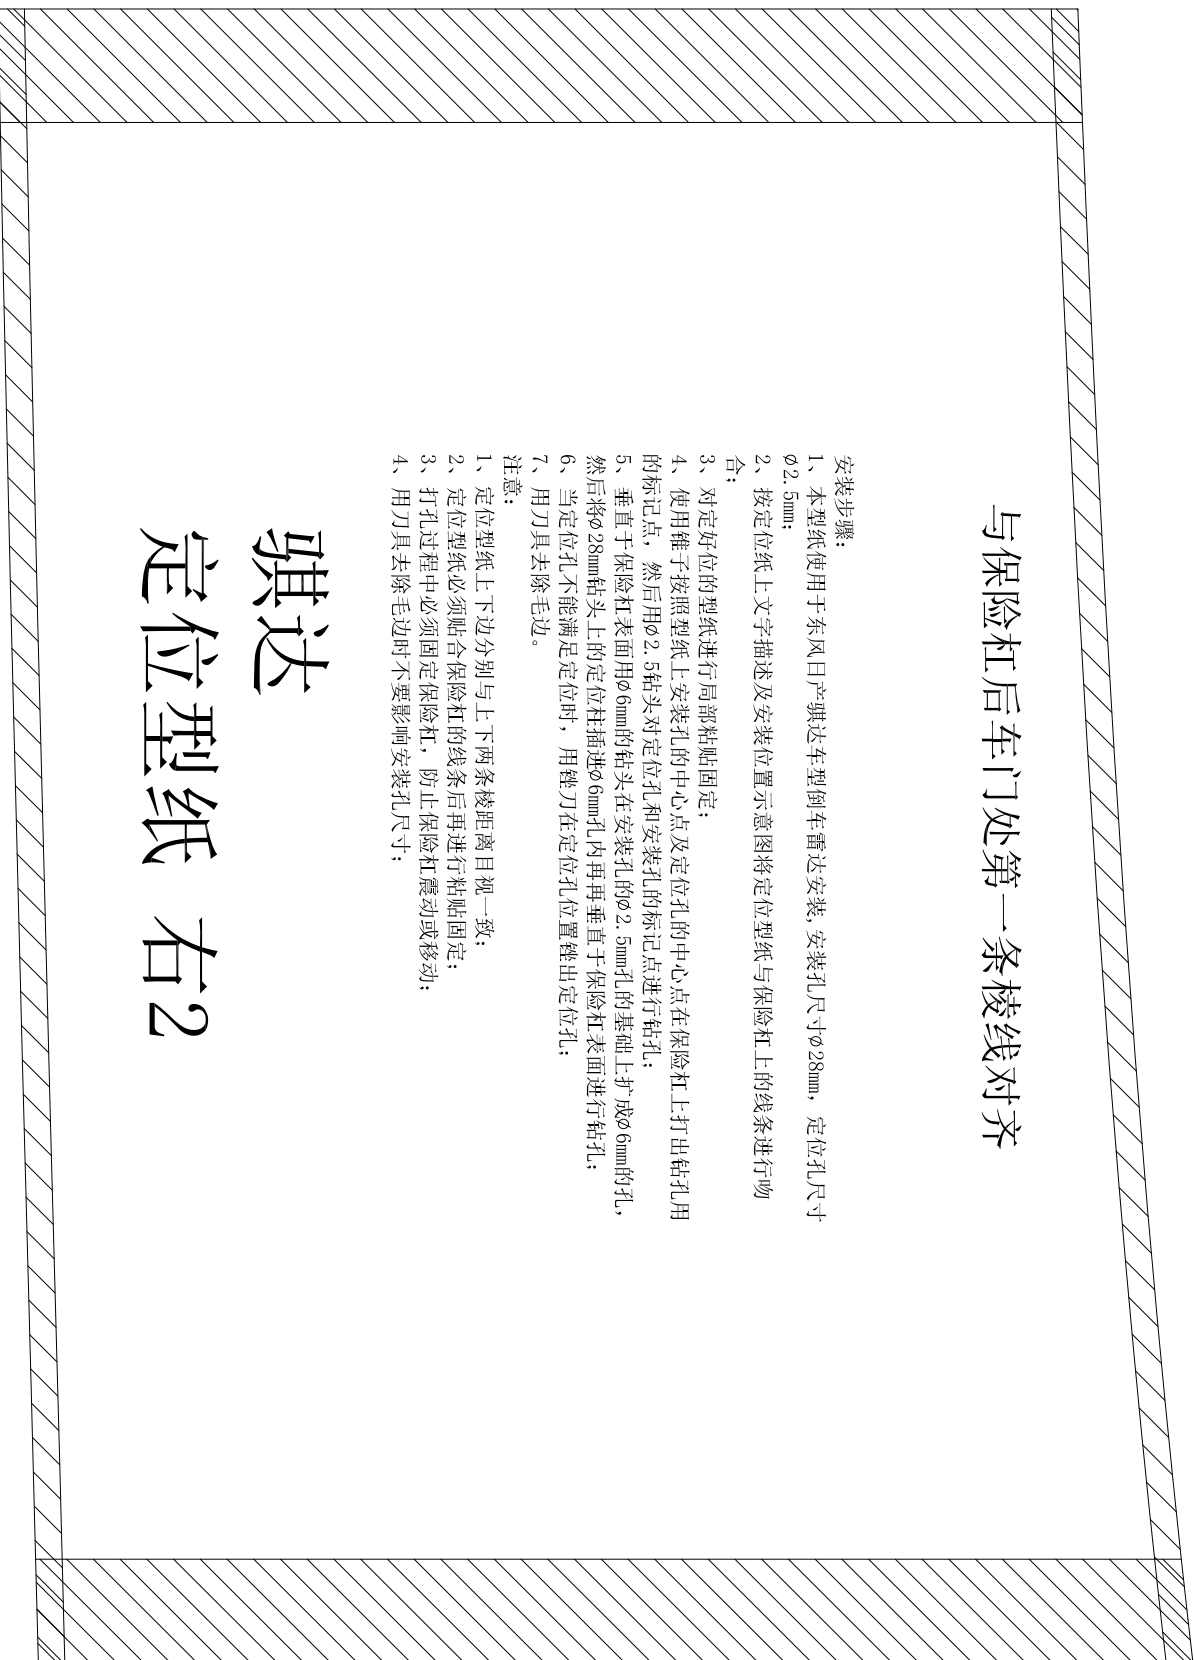 与保险杠后车门处第一条棱线对齐
安装步骤:
1、本型纸使用于东风日产骐达车型倒车雷达安装,安装孔尺寸Ø28mm, 定位孔尺寸
Ø2.5mm;
2、按定位纸上文字描述及安装位置示意图将定位型纸与保险杠上的线条进行吻
合;
3、对定好位的型纸进行局部粘贴固定;
4、使用锥子按照型纸上安装孔的中心点及定位孔的中心点在保险杠上打出钻孔用
的标记点, 然后用Ø2.5钻头对定位孔和安装孔的标记点进行钻孔;
5、垂直于保险杠表面用Ø6mm的钻头在安装孔的Ø2.5mm孔的基础上扩成Ø6mm的孔,
然后将Ø28mm钻头上的定位柱插进Ø6mm孔内再再垂直于保险杠表面进行钻孔;
6、当定位孔不能满足定位时, 用锉刀在定位孔位置锉出定位孔;
7、用刀具去除毛边。
注意:
1、定位型纸上下边分别与上下两条棱距离目视一致;
2、定位型纸必须贴合保险杠的线条后再进行粘贴固定;
3、打孔过程中必须固定保险杠, 防止保险杠震动或移动;
4、用刀具去除毛边时不要影响安装孔尺寸;
骐达
定位型纸 右2